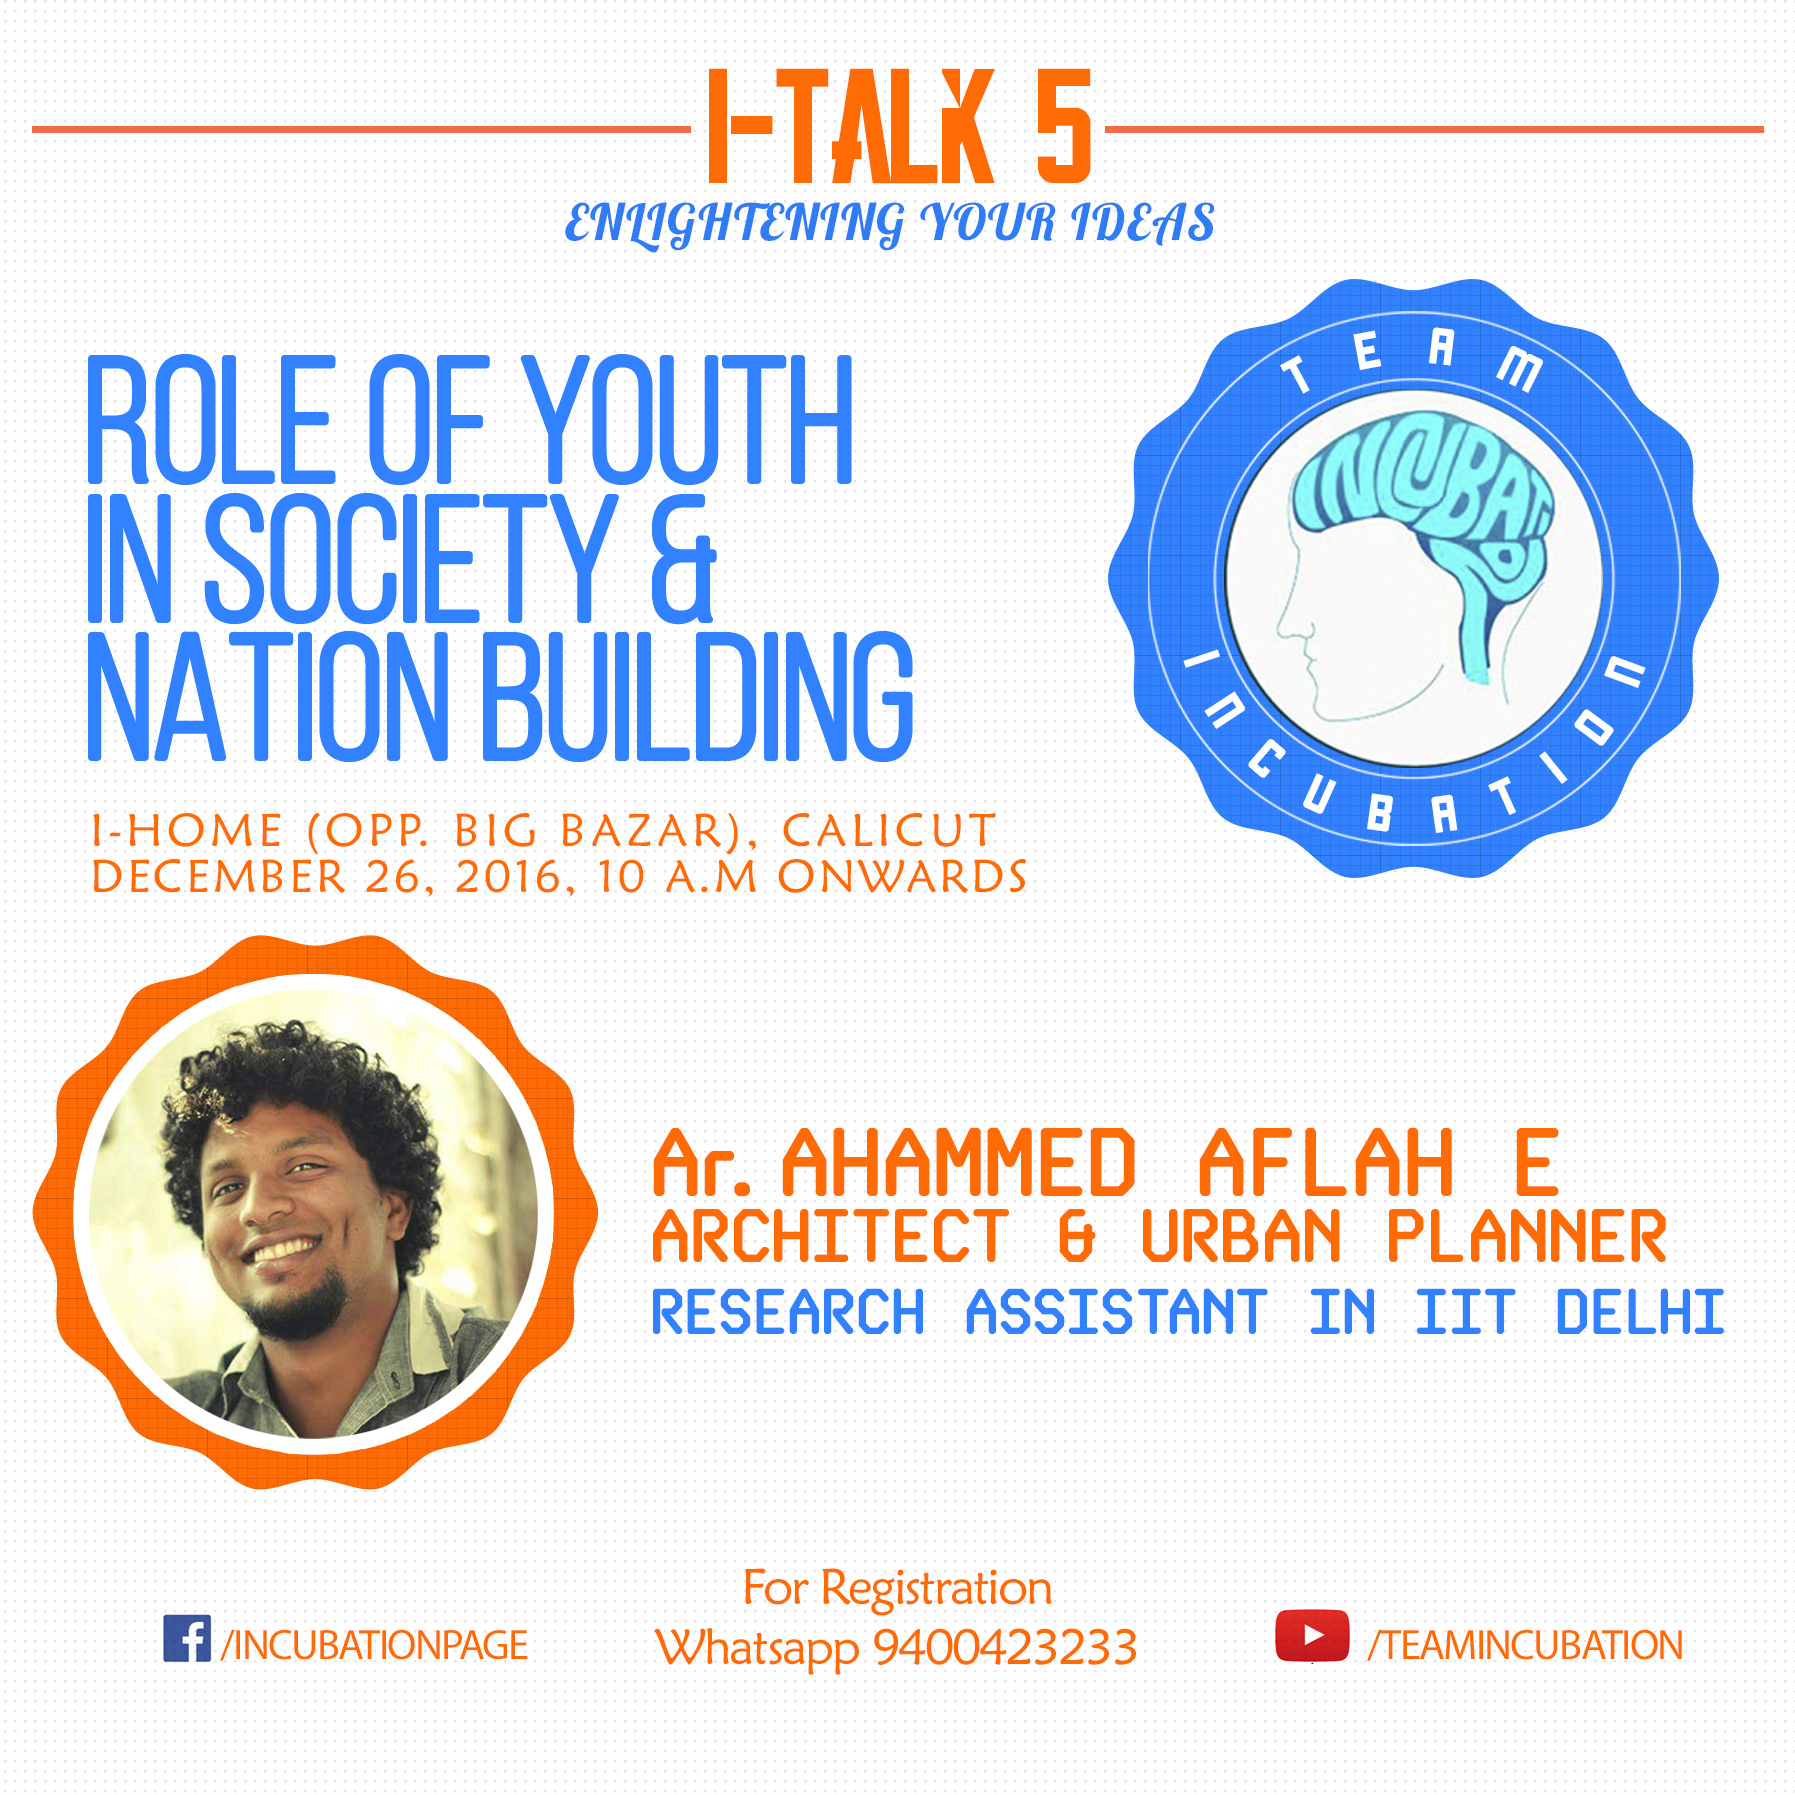 I-TALK 5
ENLIGHTENING YOUR IDEAS
ROLE OF YOUTH
IN SOCIETY &
NATION BUILDING
TEAM
INCUBATION
INCUBATION
I-HOME (OPP. BIG BAZAR), CALICUT
DECEMBER 26, 2016, 10 A.M ONWARDS
Ar. AHAMMED AFLAH E
ARCHITECT & URBAN PLANNER
RESEARCH ASSISTANT IN IIT DELHI
For Registration
Whatsapp 9400423233
/INCUBATIONPAGE
/TEAMINCUBATION